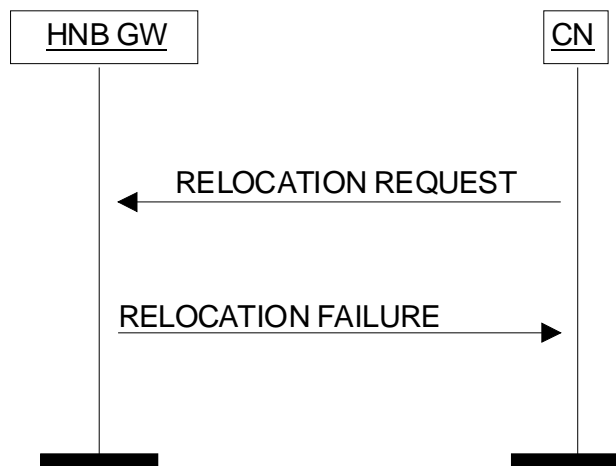 HNB GW
CN
RELOCATION REQUEST
RELOCATION FAILURE